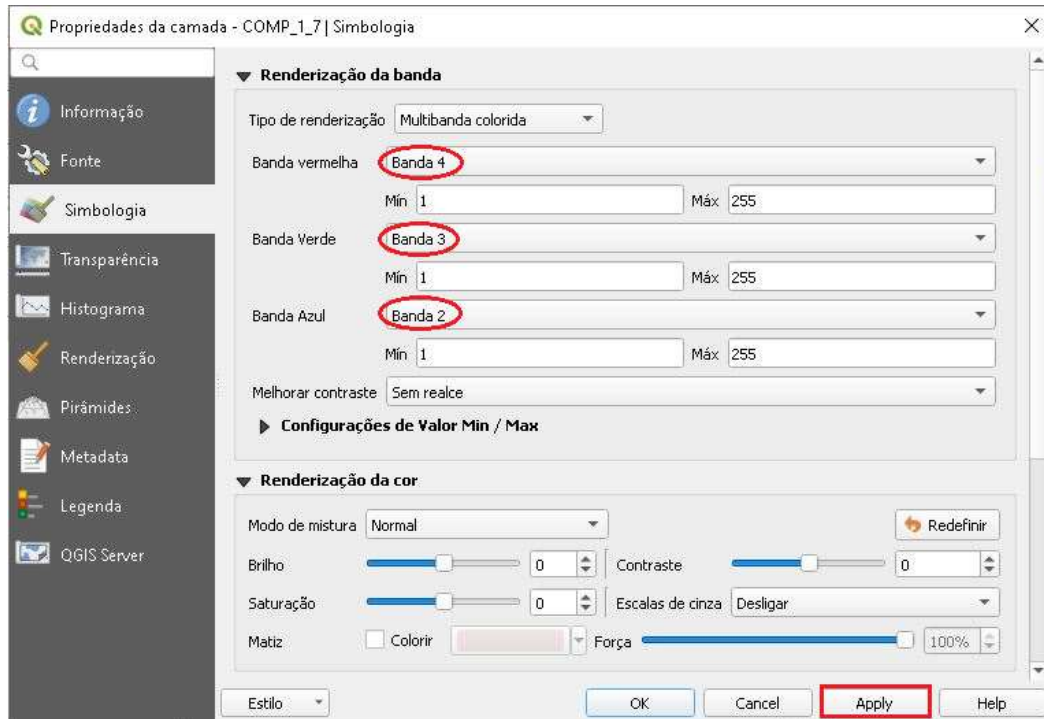 Propriedades da camada - COMP_1_7 | Simbologia
Informação
Fonte
Simbologia
Transparência
Histograma
Renderização
Pirâmides
Metadata
Legenda
QGIS Server
Renderização da banda
Tipo de renderização Multibanda colorida
Banda vermelha Banda 4
Mín 1 Máx 255
Banda Verde Banda 3
Mín 1 Máx 255
Banda Azul Banda 2
Mín 1 Máx 255
Melhorar contraste Sem realce
Configurações de Valor Min / Max
Renderização da cor
Modo de mistura Normal Redefinir
Brilho 0 Contraste 0
Saturação 0 Escalas de cinza Desligar
Matiz Colorir Força 100%
Estilo OK Cancel Apply Help